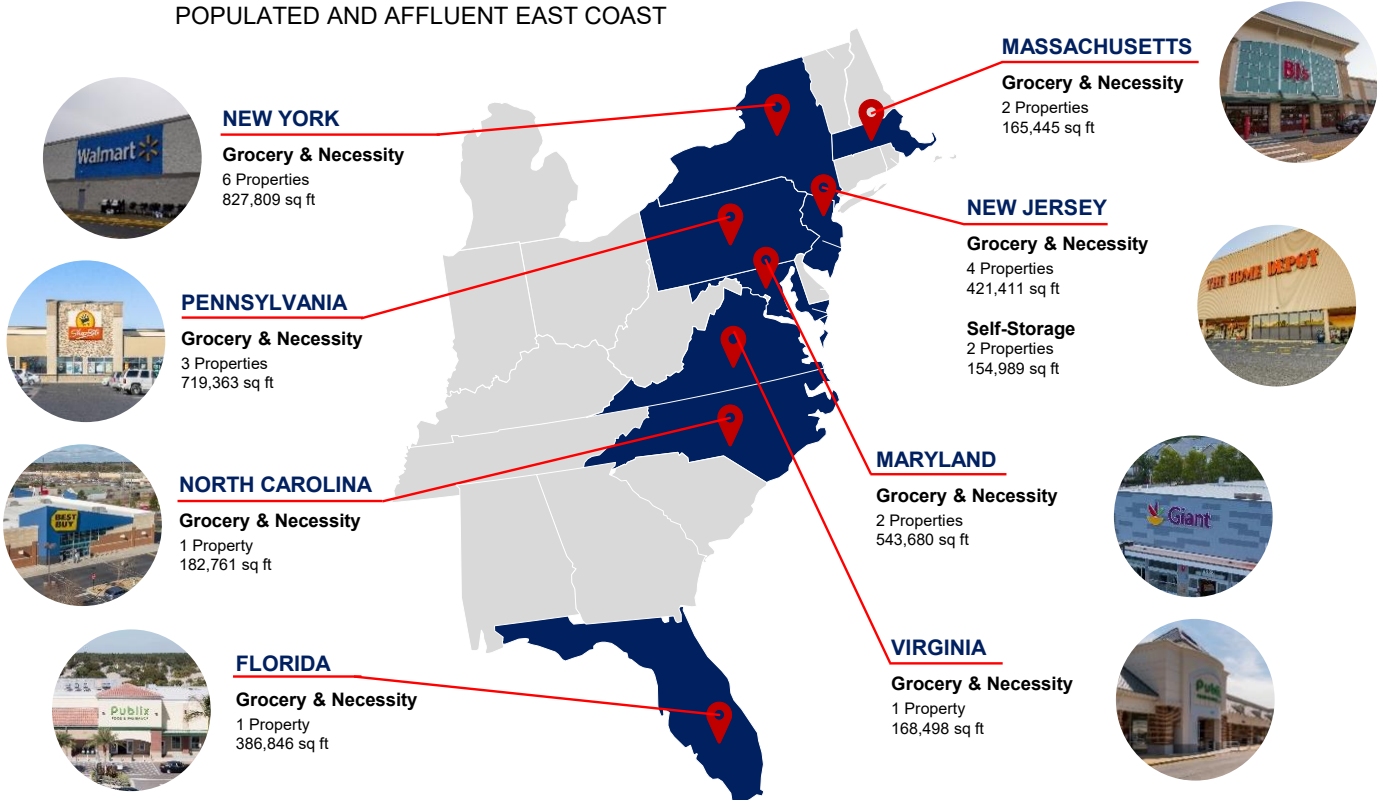 POPULATED AND AFFLUENT EAST COAST
NEW YORK
Grocery & Necessity
6 Properties
827,809 sq ft
Walmart
PENNSYLVANIA
Grocery & Necessity
3 Properties
719,363 sq ft
ShopRite
NORTH CAROLINA
Grocery & Necessity
1 Property
182,761 sq ft
BEST
BUY
FLORIDA
Grocery & Necessity
1 Property
386,846 sq ft
Publix
FOOD & PHARMACY
MASSACHUSETTS
Grocery & Necessity
2 Properties
165,445 sq ft
BJ's
NEW JERSEY
Grocery & Necessity
4 Properties
421,411 sq ft
Self-Storage
2 Properties
154,989 sq ft
THE HOME DEPOT
MARYLAND
Grocery & Necessity
2 Properties
543,680 sq ft
Giant
VIRGINIA
Grocery & Necessity
1 Property
168,498 sq ft
Publi